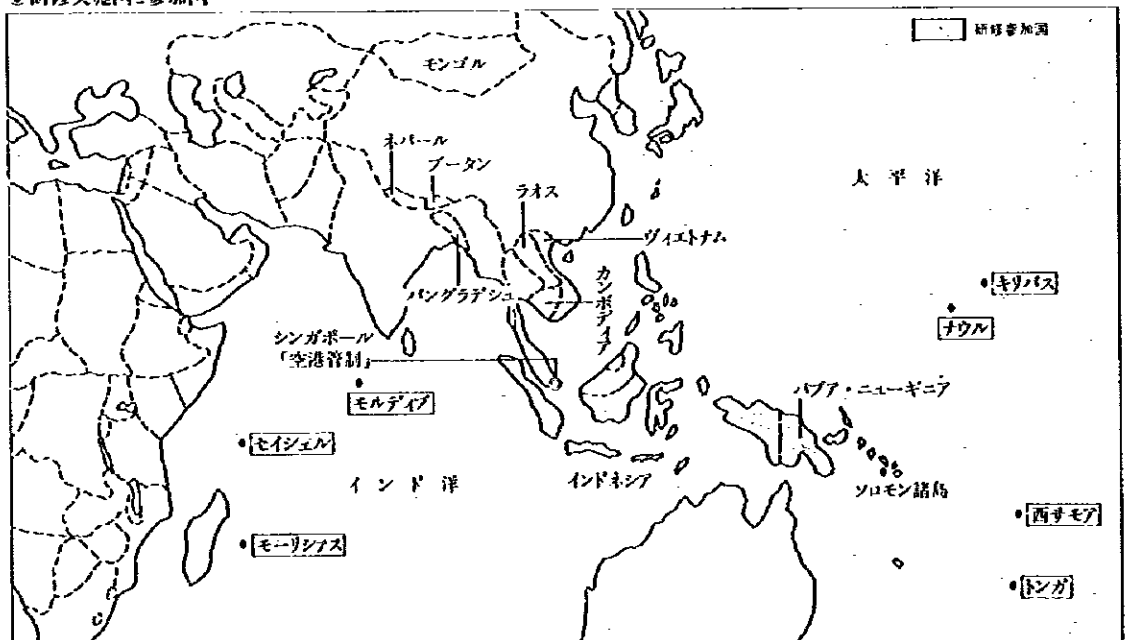 研修参加国
モンゴル
ネパール
ブータン
ラオス
太平洋
ヴィエトナム
バングラデシュ
カンボディア
キリバス
ナウル
シンガポール
「空港管制」
モルディブ
パプア・ニューギニア
セイシェル
インド洋
インドネシア
ソロモン諸島
西サモア
モーリシアス
トンガ